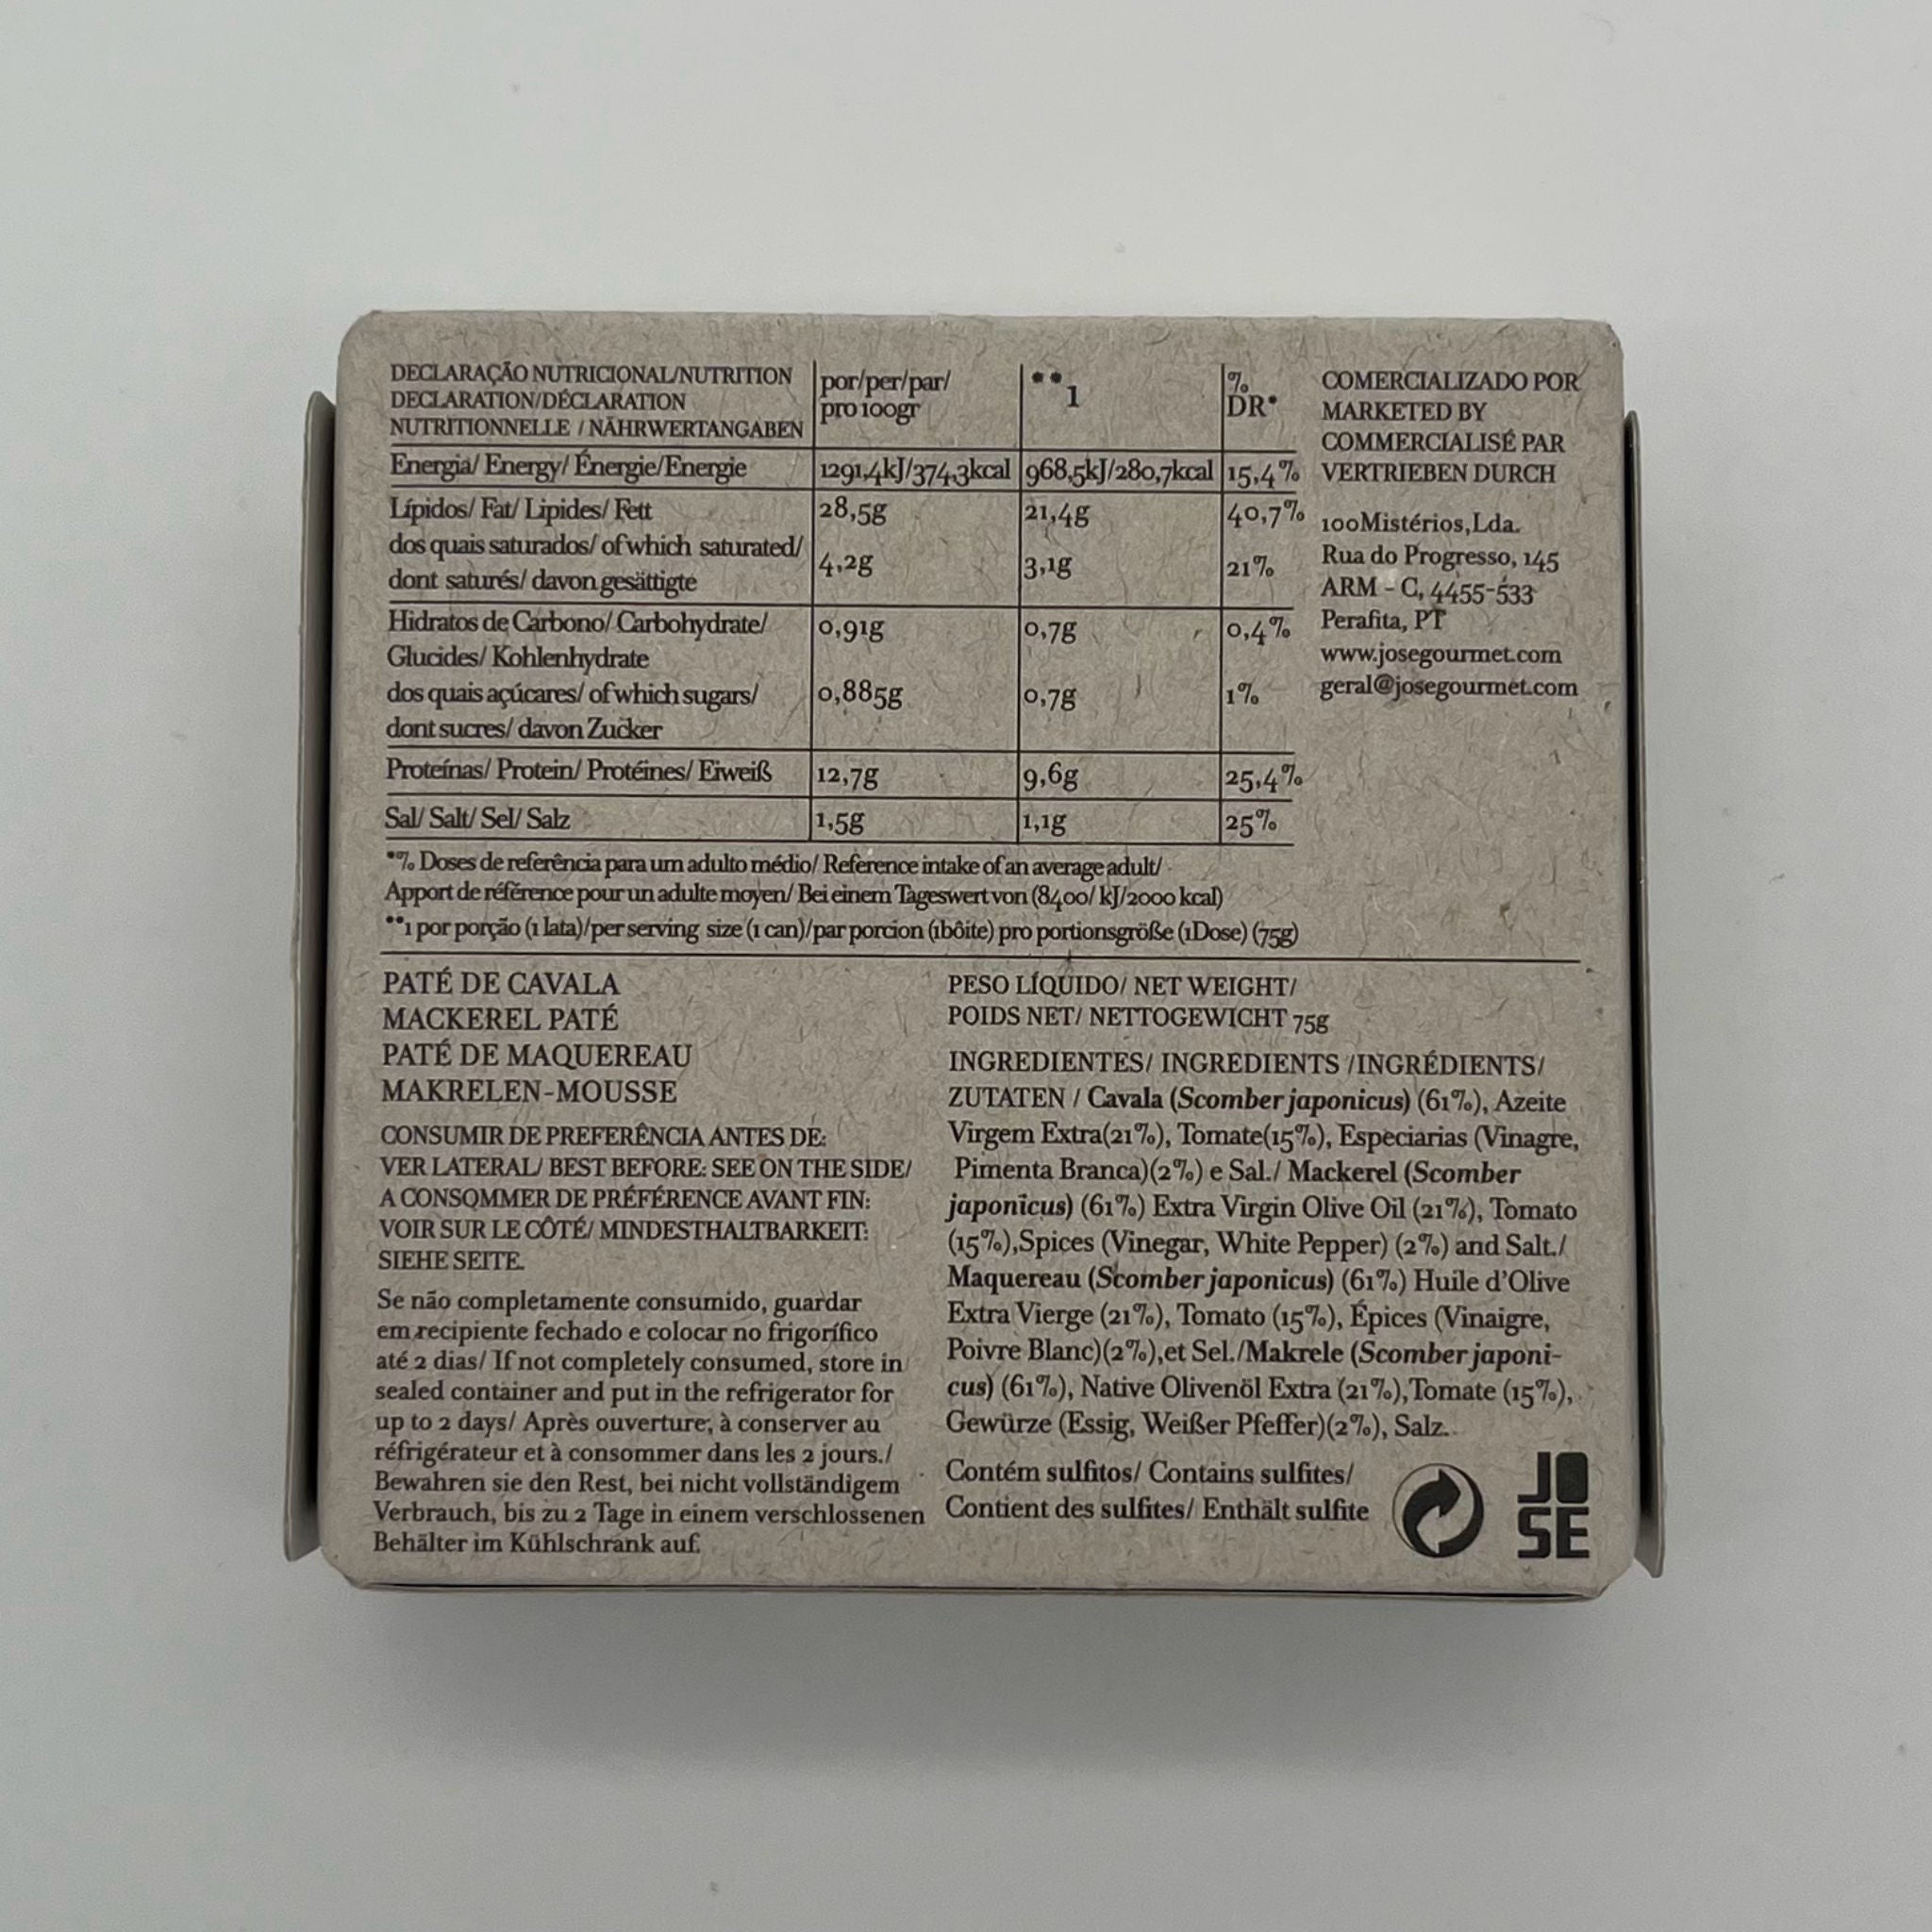 DECLARAÇÃO NUTRICIONAL/NUTRITION
DECLARATION/DÉCLARATION
NUTRITIONNELLE / NÄHRWERTANGABEN
por/per/par/
pro 100gr
**1
%
DR*
Energia/ Energy/ Énergie/Energie 1291,4kJ/374,3kcal 968,5kJ/280,7kcal 15,4%
Lípidos/ Fat/ Lipides/ Fett 28,5g 21,4g 40,7%
dos quais saturados/ of which saturated/
dont saturés/ davon gesättigte 4,2g 3,1g 21%
Hidratos de Carbono/ Carbohydrate/ 0,91g 0,7g 0,4%
Glucides/ Kohlenhydrate
dos quais açúcares/ of which sugars/ 0,885g 0,7g 1%
dont sucres/ davon Zucker
Proteínas/ Protein/ Protéines/ Eiweiß 12,7g 9,6g 25,4%
Sal/ Salt/ Sel/ Salz 1,5g 1,1g 25%
*% Doses de referência para um adulto médio/ Reference intake of an average adult/
Apport de référence pour un adulte moyen/ Bei einem Tageswert von (8400/ kJ/2000 kcal)
**1 por porção (1 lata)/per serving size (1 can)/par porcion (1bôite) pro portionsgröße (1Dose) (75g)
COMERCIALIZADO POR
MARKETED BY
COMMERCIALISÉ PAR
VERTRIEBEN DURCH
100Mistérios,Lda.
Rua do Progresso, 145
ARM - C, 4455-533
Perafita, PT
www.josegourmet.com
geral@josegourmet.com
PATÉ DE CAVALA
MACKEREL PATÉ
PATÉ DE MAQUEREAU
MAKRELEN-MOUSSE
CONSUMIR DE PREFERÊNCIA ANTES DE:
VER LATERAL/ BEST BEFORE: SEE ON THE SIDE/
A CONSOMMER DE PRÉFÉRENCE AVANT FIN:
VOIR SUR LE CÔTÉ/ MINDESTHALTBARKEIT:
SIEHE SEITE.
Se não completamente consumido, guardar
em recipiente fechado e colocar no frigorífico
até 2 dias/ If not completely consumed, store in
sealed container and put in the refrigerator for
up to 2 days/ Après ouverture, à conserver au
réfrigérateur et à consommer dans les 2 jours./
Bewahren sie den Rest, bei nicht vollständigem
Verbrauch, bis zu 2 Tage in einem verschlossenen
Behälter im Kühlschrank auf.
PESO LÍQUIDO/ NET WEIGHT/
POIDS NET/ NETTOGEWICHT 75g
INGREDIENTES/ INGREDIENTS /INGRÉDIENTS/
ZUTATEN / Cavala (Scomber japonicus) (61%), Azeite
Virgem Extra(21%), Tomate(15%), Especiarias (Vinagre,
Pimenta Branca)(2%) e Sal./ Mackerel (Scomber
japonicus) (61%) Extra Virgin Olive Oil (21%), Tomato
(15%),Spices (Vinegar, White Pepper) (2%) and Salt./
Maquereau (Scomber japonicus) (61%) Huile d'Olive
Extra Vierge (21%), Tomato (15%), Épices (Vinaigre,
Poivre Blanc)(2%),et Sel./Makrele (Scomber japoni-
cus) (61%), Native Olivenöl Extra (21%),Tomate (15%),
Gewürze (Essig, Weißer Pfeffer)(2%), Salz.
Contém sulfitos/ Contains sulfites/
Contient des sulfites/ Enthält sulfite
JO
SE